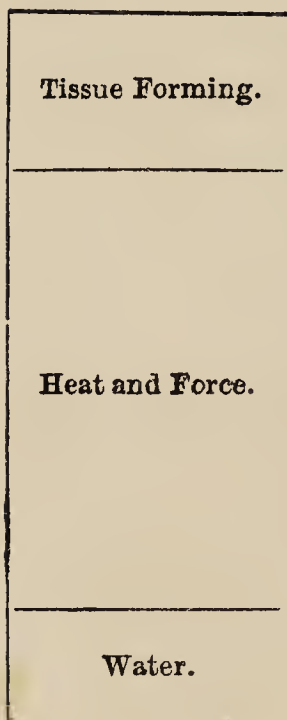 Tissue Forming.
Heat and Force.
Water.